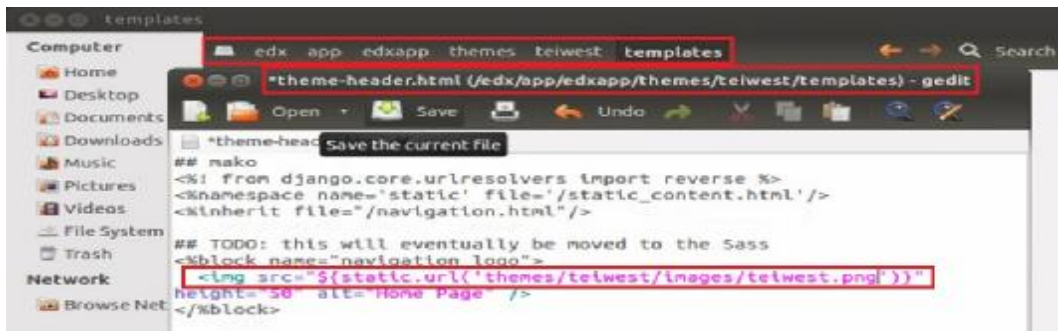 templates
Computer
edx app edxapp themes teiwest templates
Search
Home
*theme-header.html (/edx/app/edxapp/themes/teiwest/templates) - gedit
Desktop
Documents
Open Save Undo
Downloads
*theme-head
Save the current file
Music
## mako
Pictures
<%! from django.core.urlresolvers import reverse %>
Videos
<%namespace name='static' file='/static_content.html'/>
File System
<%inherit file="/navigation.html"/>
Trash
## TODO: this will eventually be moved to the Sass
<%block name="navigation_logo">
Network
<img src="${static.url('themes/teiwest/images/teiwest.png')}"
Browse Net
height="50" alt="Home Page" />
</%block>